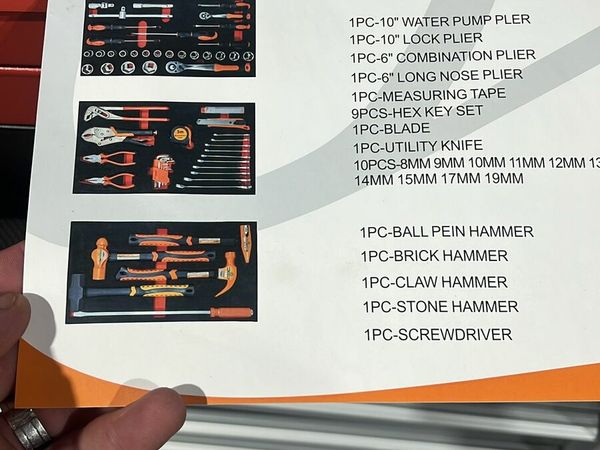 1PC-10" WATER PUMP PLER
1PC-10" LOCK PLIER
1PC-6" COMBINATION PLIER
1PC-6" LONG NOSE PLIER
1PC-MEASURING TAPE
9PCS-HEX KEY SET
1PC-BLADE
1PC-UTILITY KNIFE
10PCS-8MM 9MM 10MM 11MM 12MM 13
14MM 15MM 17MM 19MM
1PC-BALL PEIN HAMMER
1PC-BRICK HAMMER
1PC-CLAW HAMMER
1PC-STONE HAMMER
1PC-SCREWDRIVER